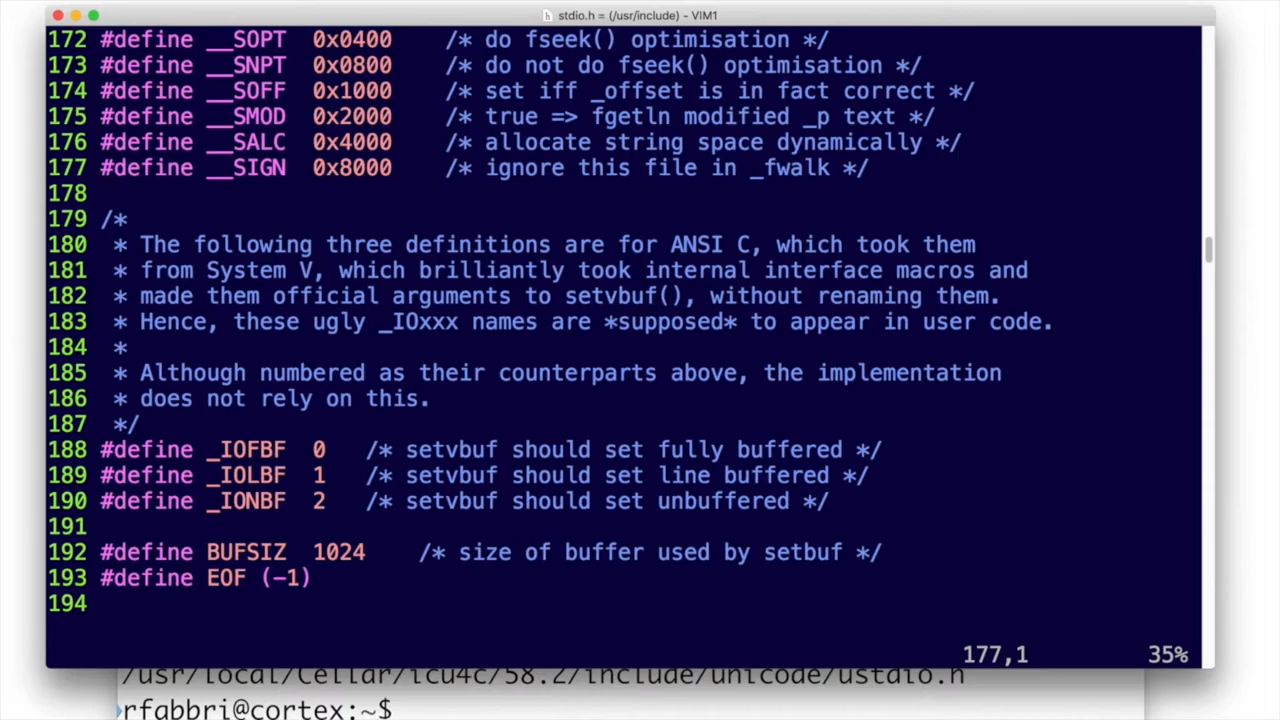 stdio.h = (/usr/include) - VIM1
172 #define __SOPT 0x0400 /* do fseek() optimisation */
173 #define __SNPT 0x0800 /* do not do fseek() optimisation */
174 #define __SOFF 0x1000 /* set iff _offset is in fact correct */
175 #define __SMOD 0x2000 /* true => fgetln modified _p text */
176 #define __SALC 0x4000 /* allocate string space dynamically */
177 #define __SIGN 0x8000 /* ignore this file in _fwalk */
178
179 /*
180  * The following three definitions are for ANSI C, which took them
181  * from System V, which brilliantly took internal interface macros and
182  * made them official arguments to setvbuf(), without renaming them.
183  * Hence, these ugly _IOxxx names are *supposed* to appear in user code.
184  *
185  * Although numbered as their counterparts above, the implementation
186  * does not rely on this.
187  */
188 #define _IOFBF 0 /* setvbuf should set fully buffered */
189 #define _IOLBF 1 /* setvbuf should set line buffered */
190 #define _IONBF 2 /* setvbuf should set unbuffered */
191
192 #define BUFSIZ 1024 /* size of buffer used by setbuf */
193 #define EOF (-1)
194
177,1 35%
/usr/local/Cellar/icu4c/58.2/include/unicode/ustdio.h
rfabbri@cortex:~$